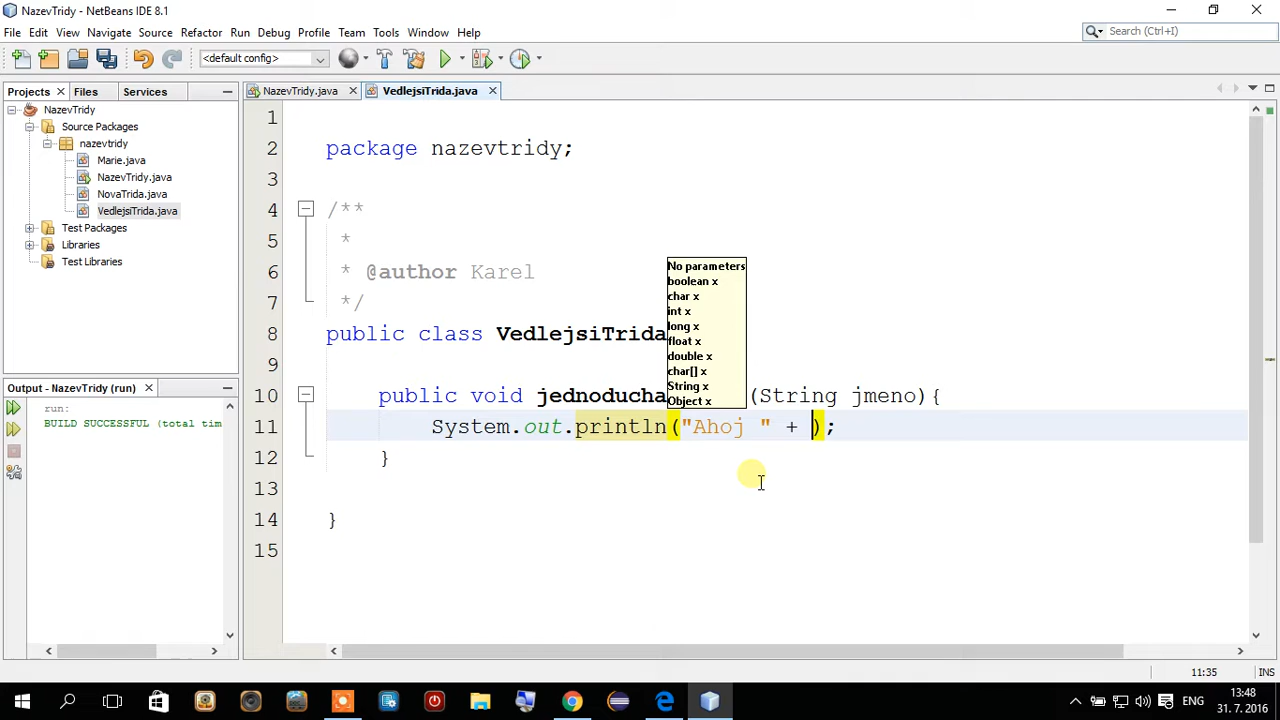 NazevTridy - NetBeans IDE 8.1
File Edit View Navigate Source Refactor Run Debug Profile Team Tools Window Help
Search (Ctrl+I)
<default config>
Projects Files Services
NazevTridy.java VedlejsiTrida.java
NazevTridy
Source Packages
nazevtridy
Marie.java
NazevTridy.java
NovaTrida.java
VedlejsiTrida.java
Test Packages
Libraries
Test Libraries
Output - NazevTridy (run)
run:
BUILD SUCCESSFUL (total tim
1
2 package nazevtridy;
3
4 /**
5 *
6 * @author Karel
7 */
8 public class VedlejsiTrida
9
10 public void jednoducha (String jmeno){
11 System.out.println("Ahoj " + );
12 }
13
14 }
15
No parameters
boolean x
char x
int x
long x
float x
double x
char[] x
String x
Object x
11:35 INS
ENG
13:48
31. 7. 2016